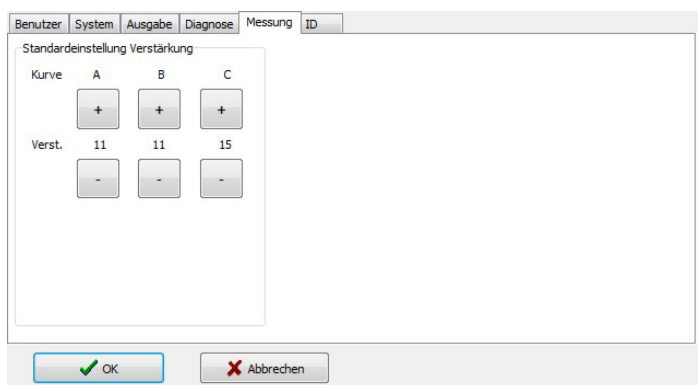 Benutzer System Ausgabe Diagnose Messung ID
Standardeinstellung Verstärkung
Kurve A B C
+ + +
Verst. 11 11 15
- - -
OK Abbrechen